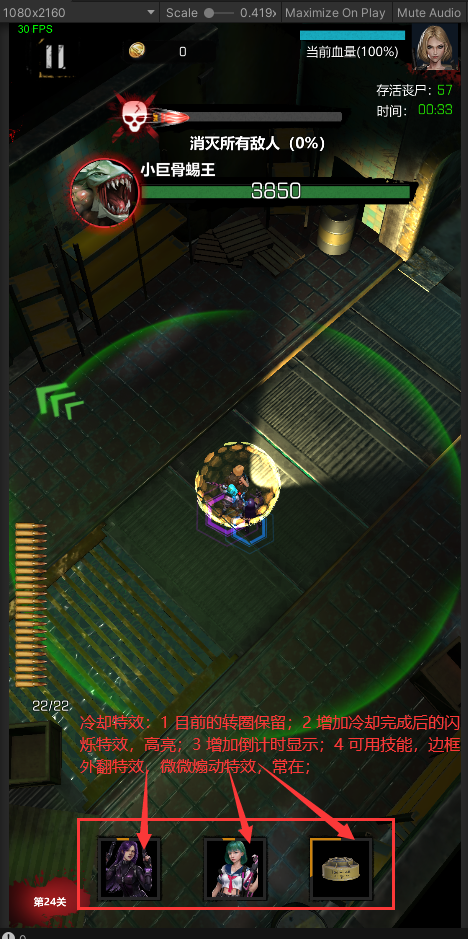 1080x2160 Scale 0.419x Maximize On Play Mute Audio
30 FPS
0
当前血量(100%)
存活丧尸：57
时间： 00:33
消灭所有敌人（0%）
小巨骨蜴王
3850
22/22
冷却特效：1 目前的转圈保留；2 增加冷却完成后的闪
烁特效，高亮；3 增加倒计时显示；4 可用技能，边框
外翻特效，微微煽动特效，常在；
第24关
0